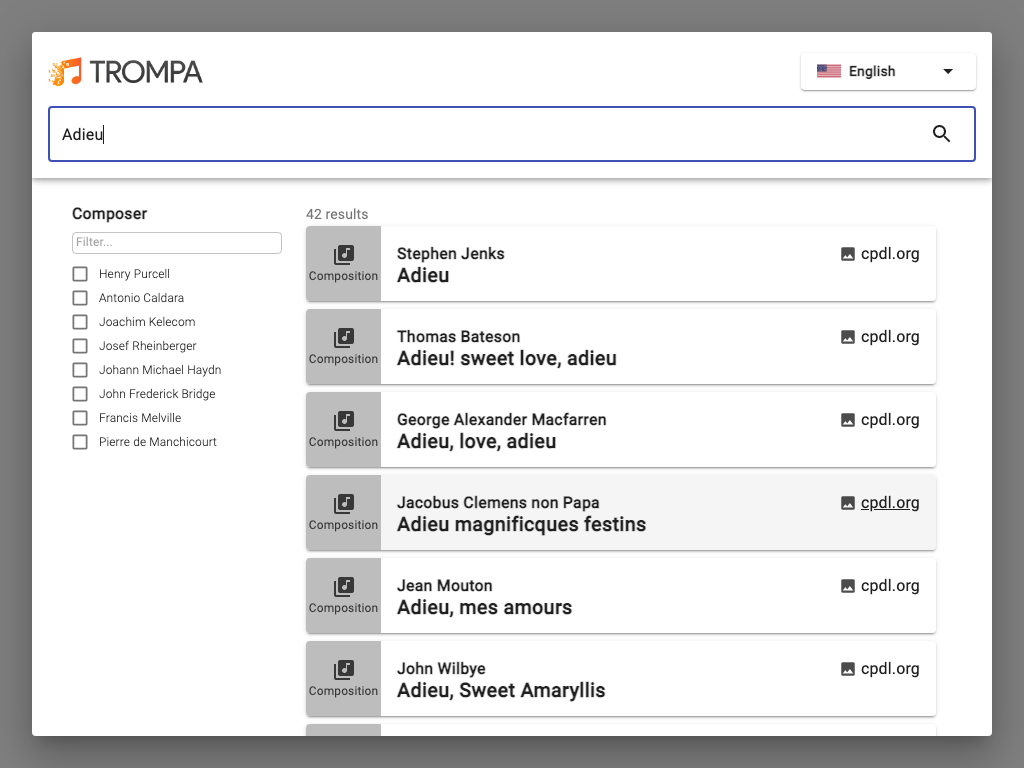 TROMPA
English
Adieu
Composer
Filter...
Henry Purcell
Antonio Caldara
Joachim Kelecom
Josef Rheinberger
Johann Michael Haydn
John Frederick Bridge
Francis Melville
Pierre de Manchicourt
42 results
Composition
Stephen Jenks
Adieu
cpdl.org
Composition
Thomas Bateson
Adieu! sweet love, adieu
cpdl.org
Composition
George Alexander Macfarren
Adieu, love, adieu
cpdl.org
Composition
Jacobus Clemens non Papa
Adieu magnificques festins
cpdl.org
Composition
Jean Mouton
Adieu, mes amours
cpdl.org
Composition
John Wilbye
Adieu, Sweet Amaryllis
cpdl.org